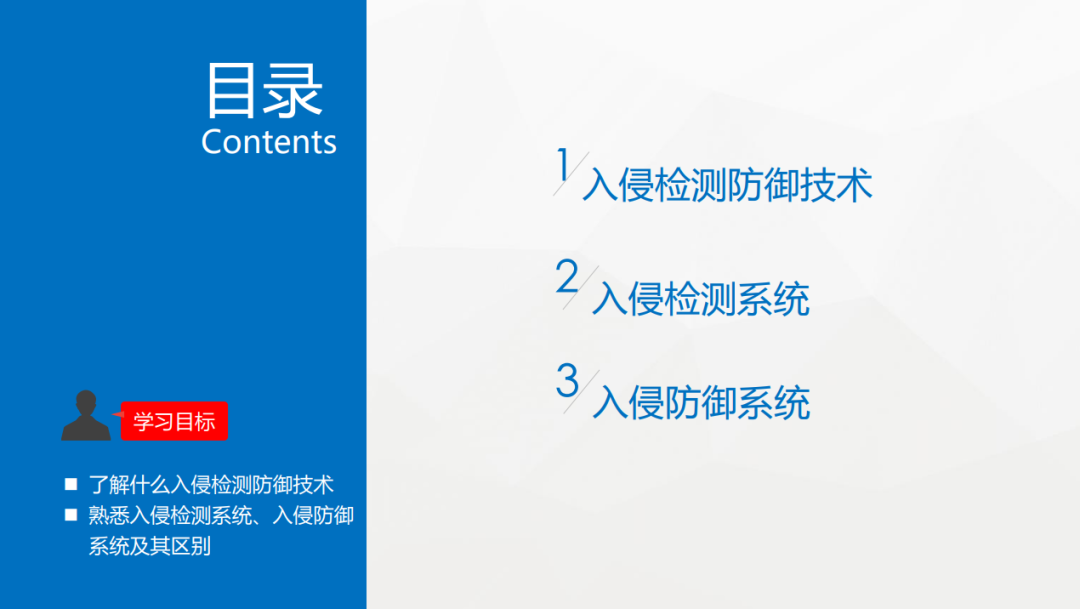 目录
Contents
学习目标
■ 了解什么入侵检测防御技术
■ 熟悉入侵检测系统、入侵防御
系统及其区别
1 入侵检测防御技术
2 入侵检测系统
3 入侵防御系统